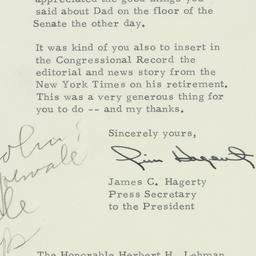 appreciated the good things you
said about Dad on the floor of the
Senate the other day.
It was kind of you also to insert in
the Congressional Record the
editorial and news story from the
New York Times on his retirement.
This was a very generous thing for
you to do -- and my thanks.
Sincerely yours,
Jim Hagerty
James C. Hagerty
Press Secretary
to the President
The Honorable Herbert H. Lehman